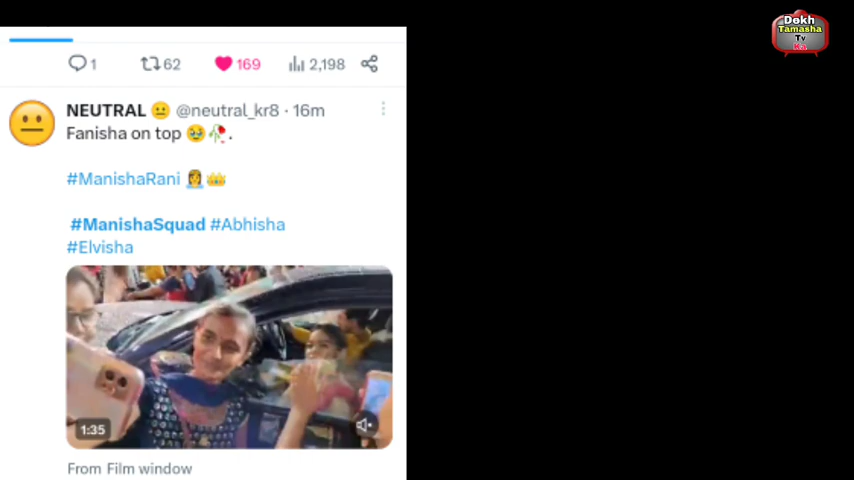 Dekh
Tamasha
Tv
Ka
1 62 169 2,198
NEUTRAL 😐 @neutral_kr8 · 16m
Fanisha on top 🥹🥀.
#ManishaRani 👰‍♀️👑
#ManishaSquad #Abhisha
#Elvisha
1:35
From Film window